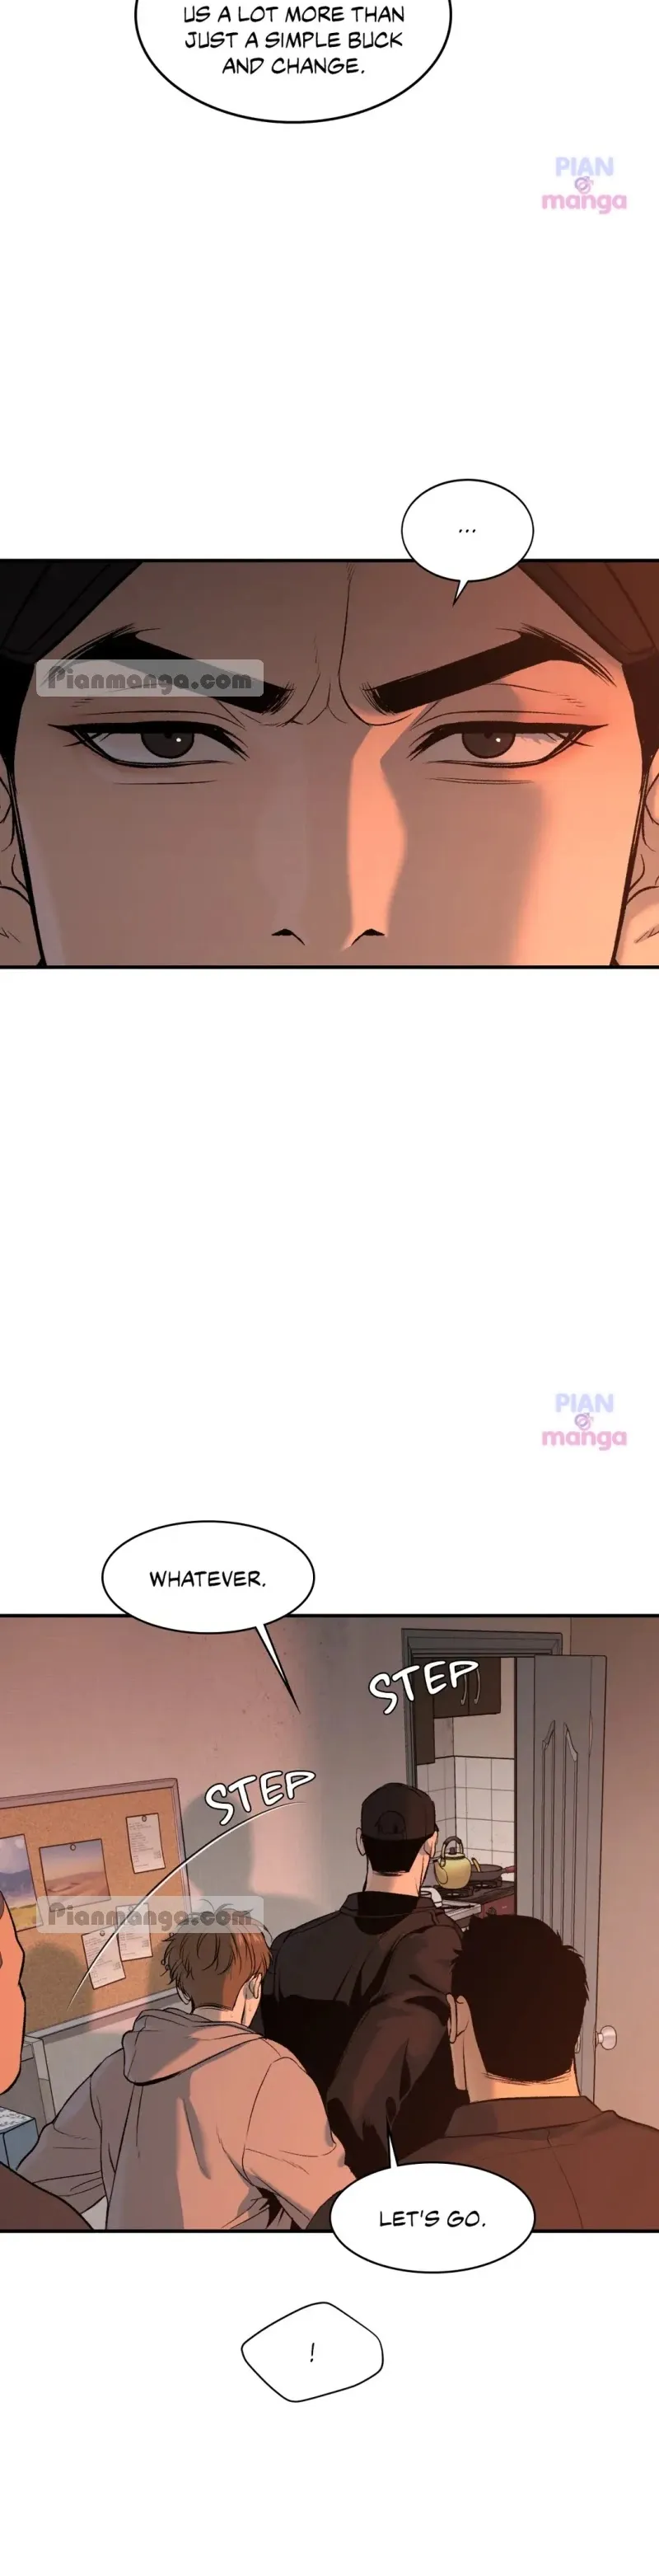 US A LOT MORE THAN
JUST A SIMPLE BUCK
AND CHANGE.
PIAN
manga
...
Pianmanga.com
PIAN
manga
WHATEVER.
STEP
STEP
Pianmanga.com
LET'S GO.
!